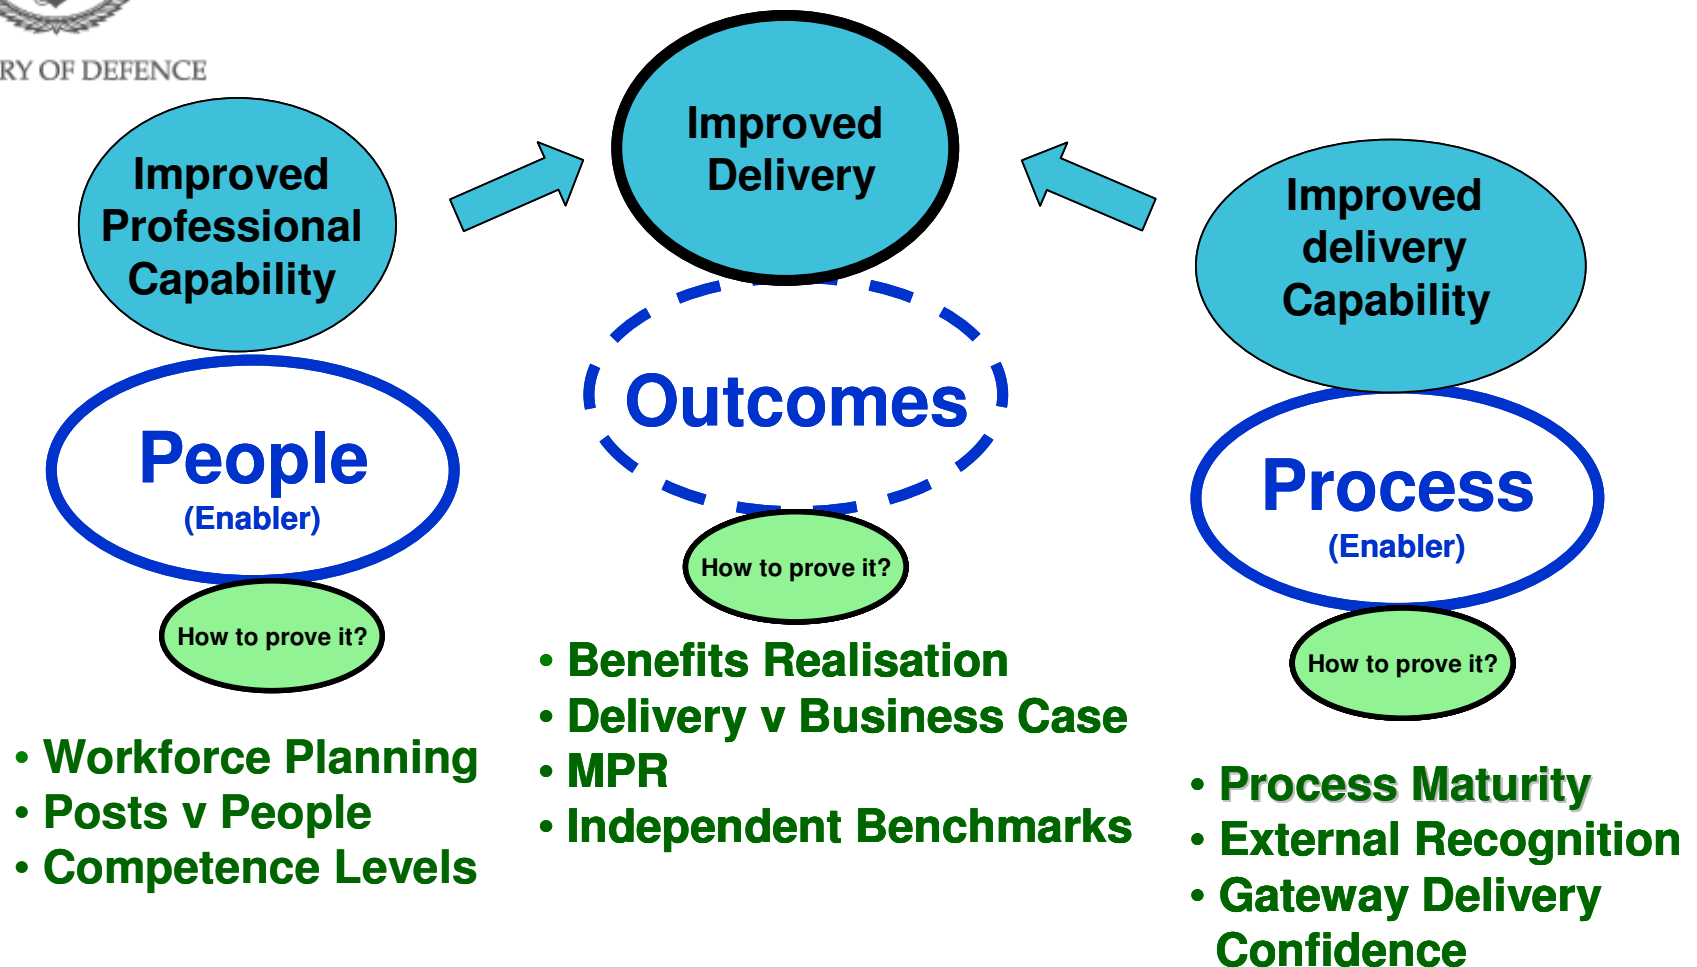 RY OF DEFENCE
Improved
Professional
Capability
People
(Enabler)
How to prove it?
• Workforce Planning
• Posts v People
• Competence Levels
Improved
Delivery
Outcomes
How to prove it?
• Benefits Realisation
• Delivery v Business Case
• MPR
• Independent Benchmarks
Improved
delivery
Capability
Process
(Enabler)
How to prove it?
• Process Maturity
• External Recognition
• Gateway Delivery
Confidence